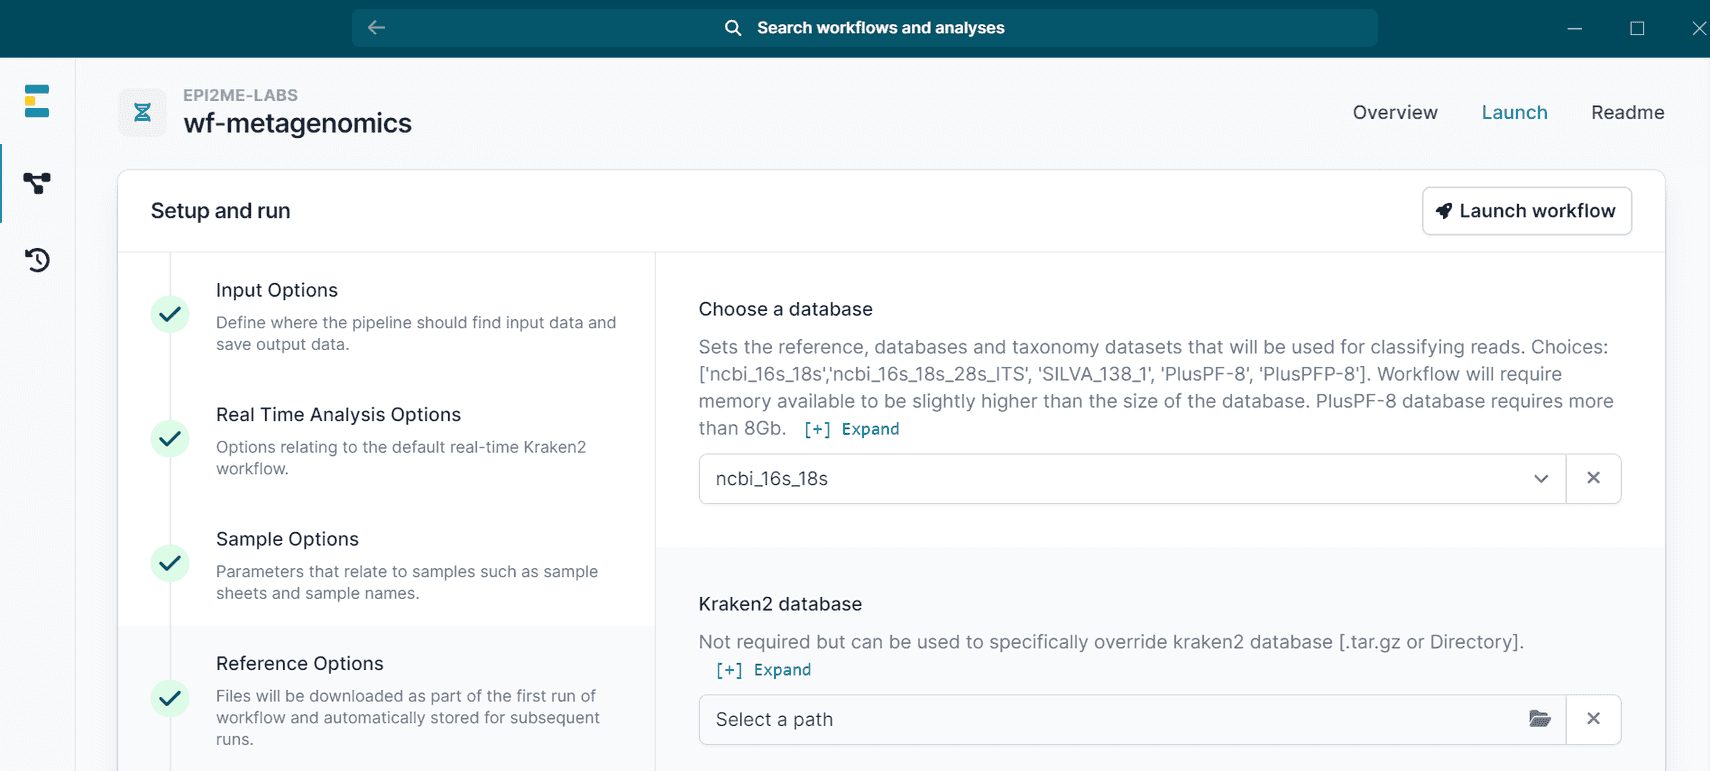 Search workflows and analyses
EPI2ME-LABS
wf-metagenomics
Overview
Launch
Readme
Setup and run
Launch workflow
Input Options
Define where the pipeline should find input data and
save output data.
Real Time Analysis Options
Options relating to the default real-time Kraken2
workflow.
Sample Options
Parameters that relate to samples such as sample
sheets and sample names.
Reference Options
Files will be downloaded as part of the first run of
workflow and automatically stored for subsequent
runs.
Choose a database
Sets the reference, databases and taxonomy datasets that will be used for classifying reads. Choices:
['ncbi_16s_18s','ncbi_16s_18s_28s_ITS', 'SILVA_138_1', 'PlusPF-8', 'PlusPFP-8']. Workflow will require
memory available to be slightly higher than the size of the database. PlusPF-8 database requires more
than 8Gb. [+] Expand
ncbi_16s_18s
Kraken2 database
Not required but can be used to specifically override kraken2 database [.tar.gz or Directory].
[+] Expand
Select a path